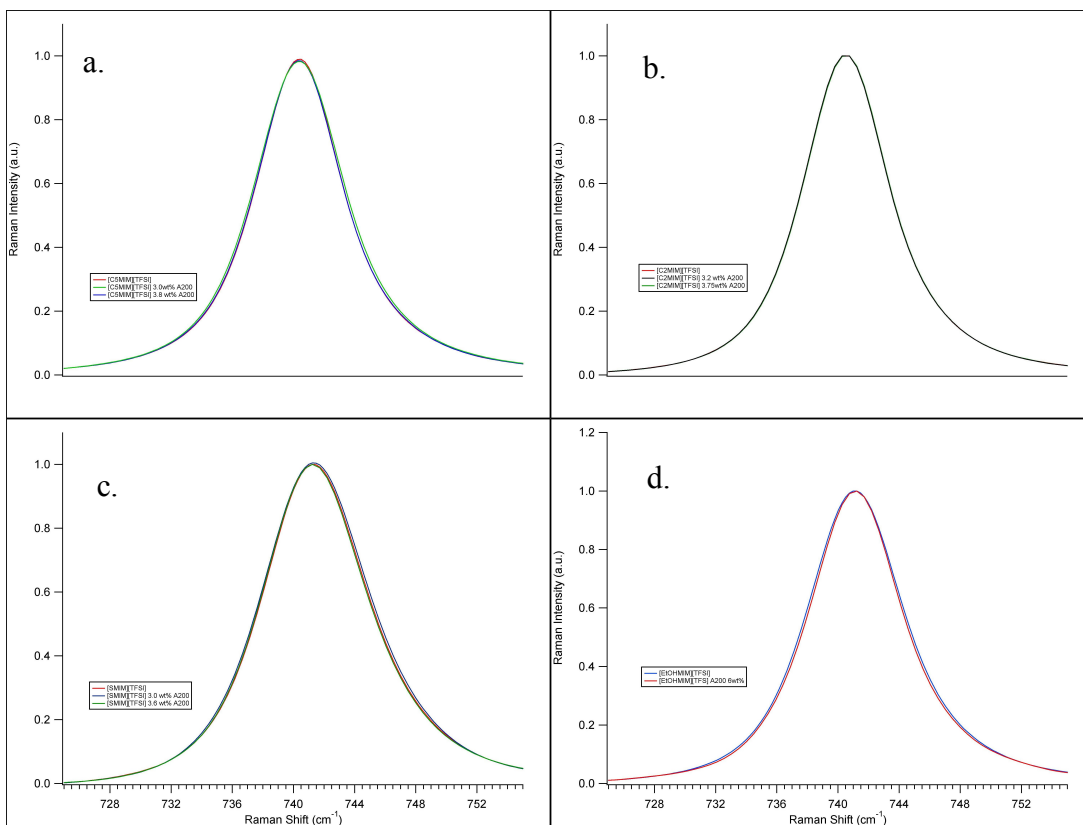 a.
1.0
0.8
0.6
0.4
0.2
0.0
Raman Intensity (a.u.)
[C5MIM][TFSI]
[C5MIM][TFSI] 3.0wt% A200
[C5MIM][TFSI] 3.8 wt% A200
b.
1.0
0.8
0.6
0.4
0.2
0.0
Raman Intensity (a.u.)
[C2MIM][TFSI]
[C2MIM][TFSI] 3.2 wt% A200
[C2MIM][TFSI] 3.75wt% A200
c.
1.0
0.8
0.6
0.4
0.2
0.0
Raman Intensity (a.u.)
[SMIM][TFSI]
[SMIM][TFSI] 3.0 wt% A200
[SMIM][TFSI] 3.6 wt% A200
728 732 736 740 744 748 752
Raman Shift (cm-1)
d.
1.2
1.0
0.8
0.6
0.4
0.2
0.0
Raman Intensity (a.u.)
[EtOHMIM][TFSI]
[EtOHMIM][TFS] A200 6wt%
728 732 736 740 744 748 752
Raman Shift (cm-1)